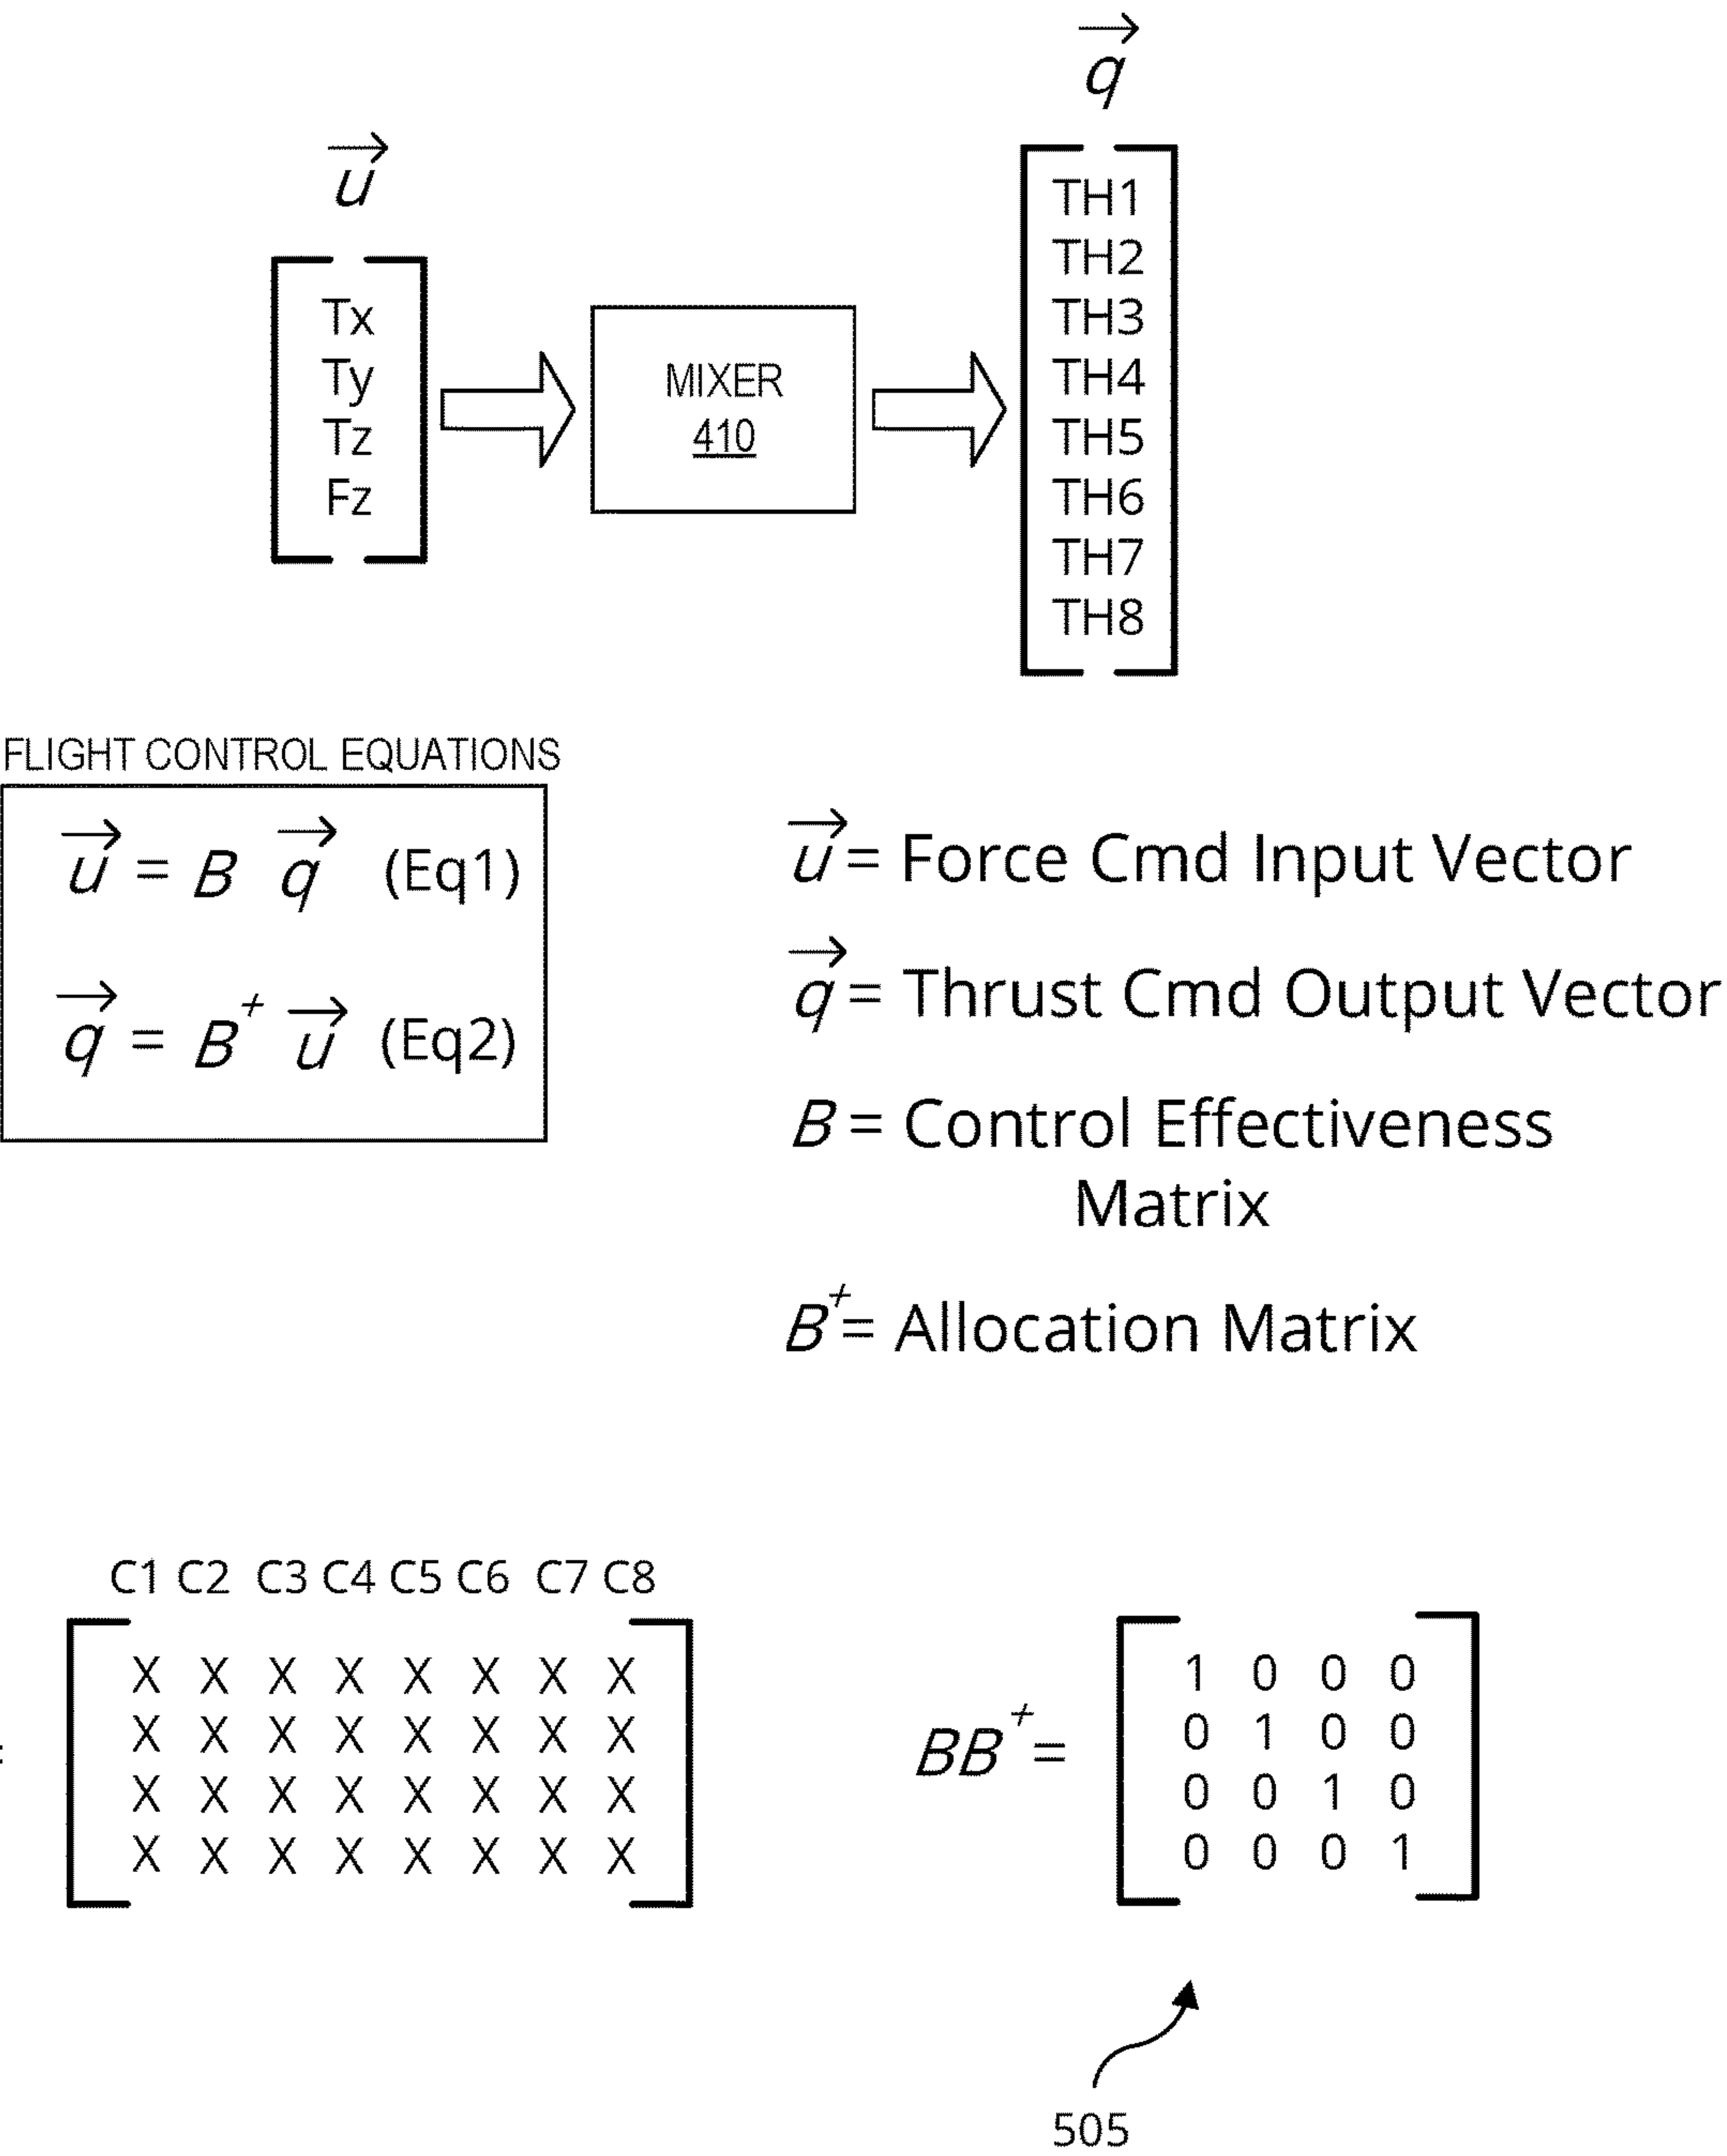 q
u
TH1
TH2
TH3
TH4
TH5
TH6
TH7
TH8
Tx
Ty
Tz
Fz
MIXER
410
FLIGHT CONTROL EQUATIONS
u = B q (Eq1)
q = B⁺ u (Eq2)
u = Force Cmd Input Vector
q = Thrust Cmd Output Vector
B = Control Effectiveness
Matrix
B⁺ = Allocation Matrix
C1 C2 C3 C4 C5 C6 C7 C8
X X X X X X X X
X X X X X X X X
X X X X X X X X
X X X X X X X X
BB⁺ =
1 0 0 0
0 1 0 0
0 0 1 0
0 0 0 1
505